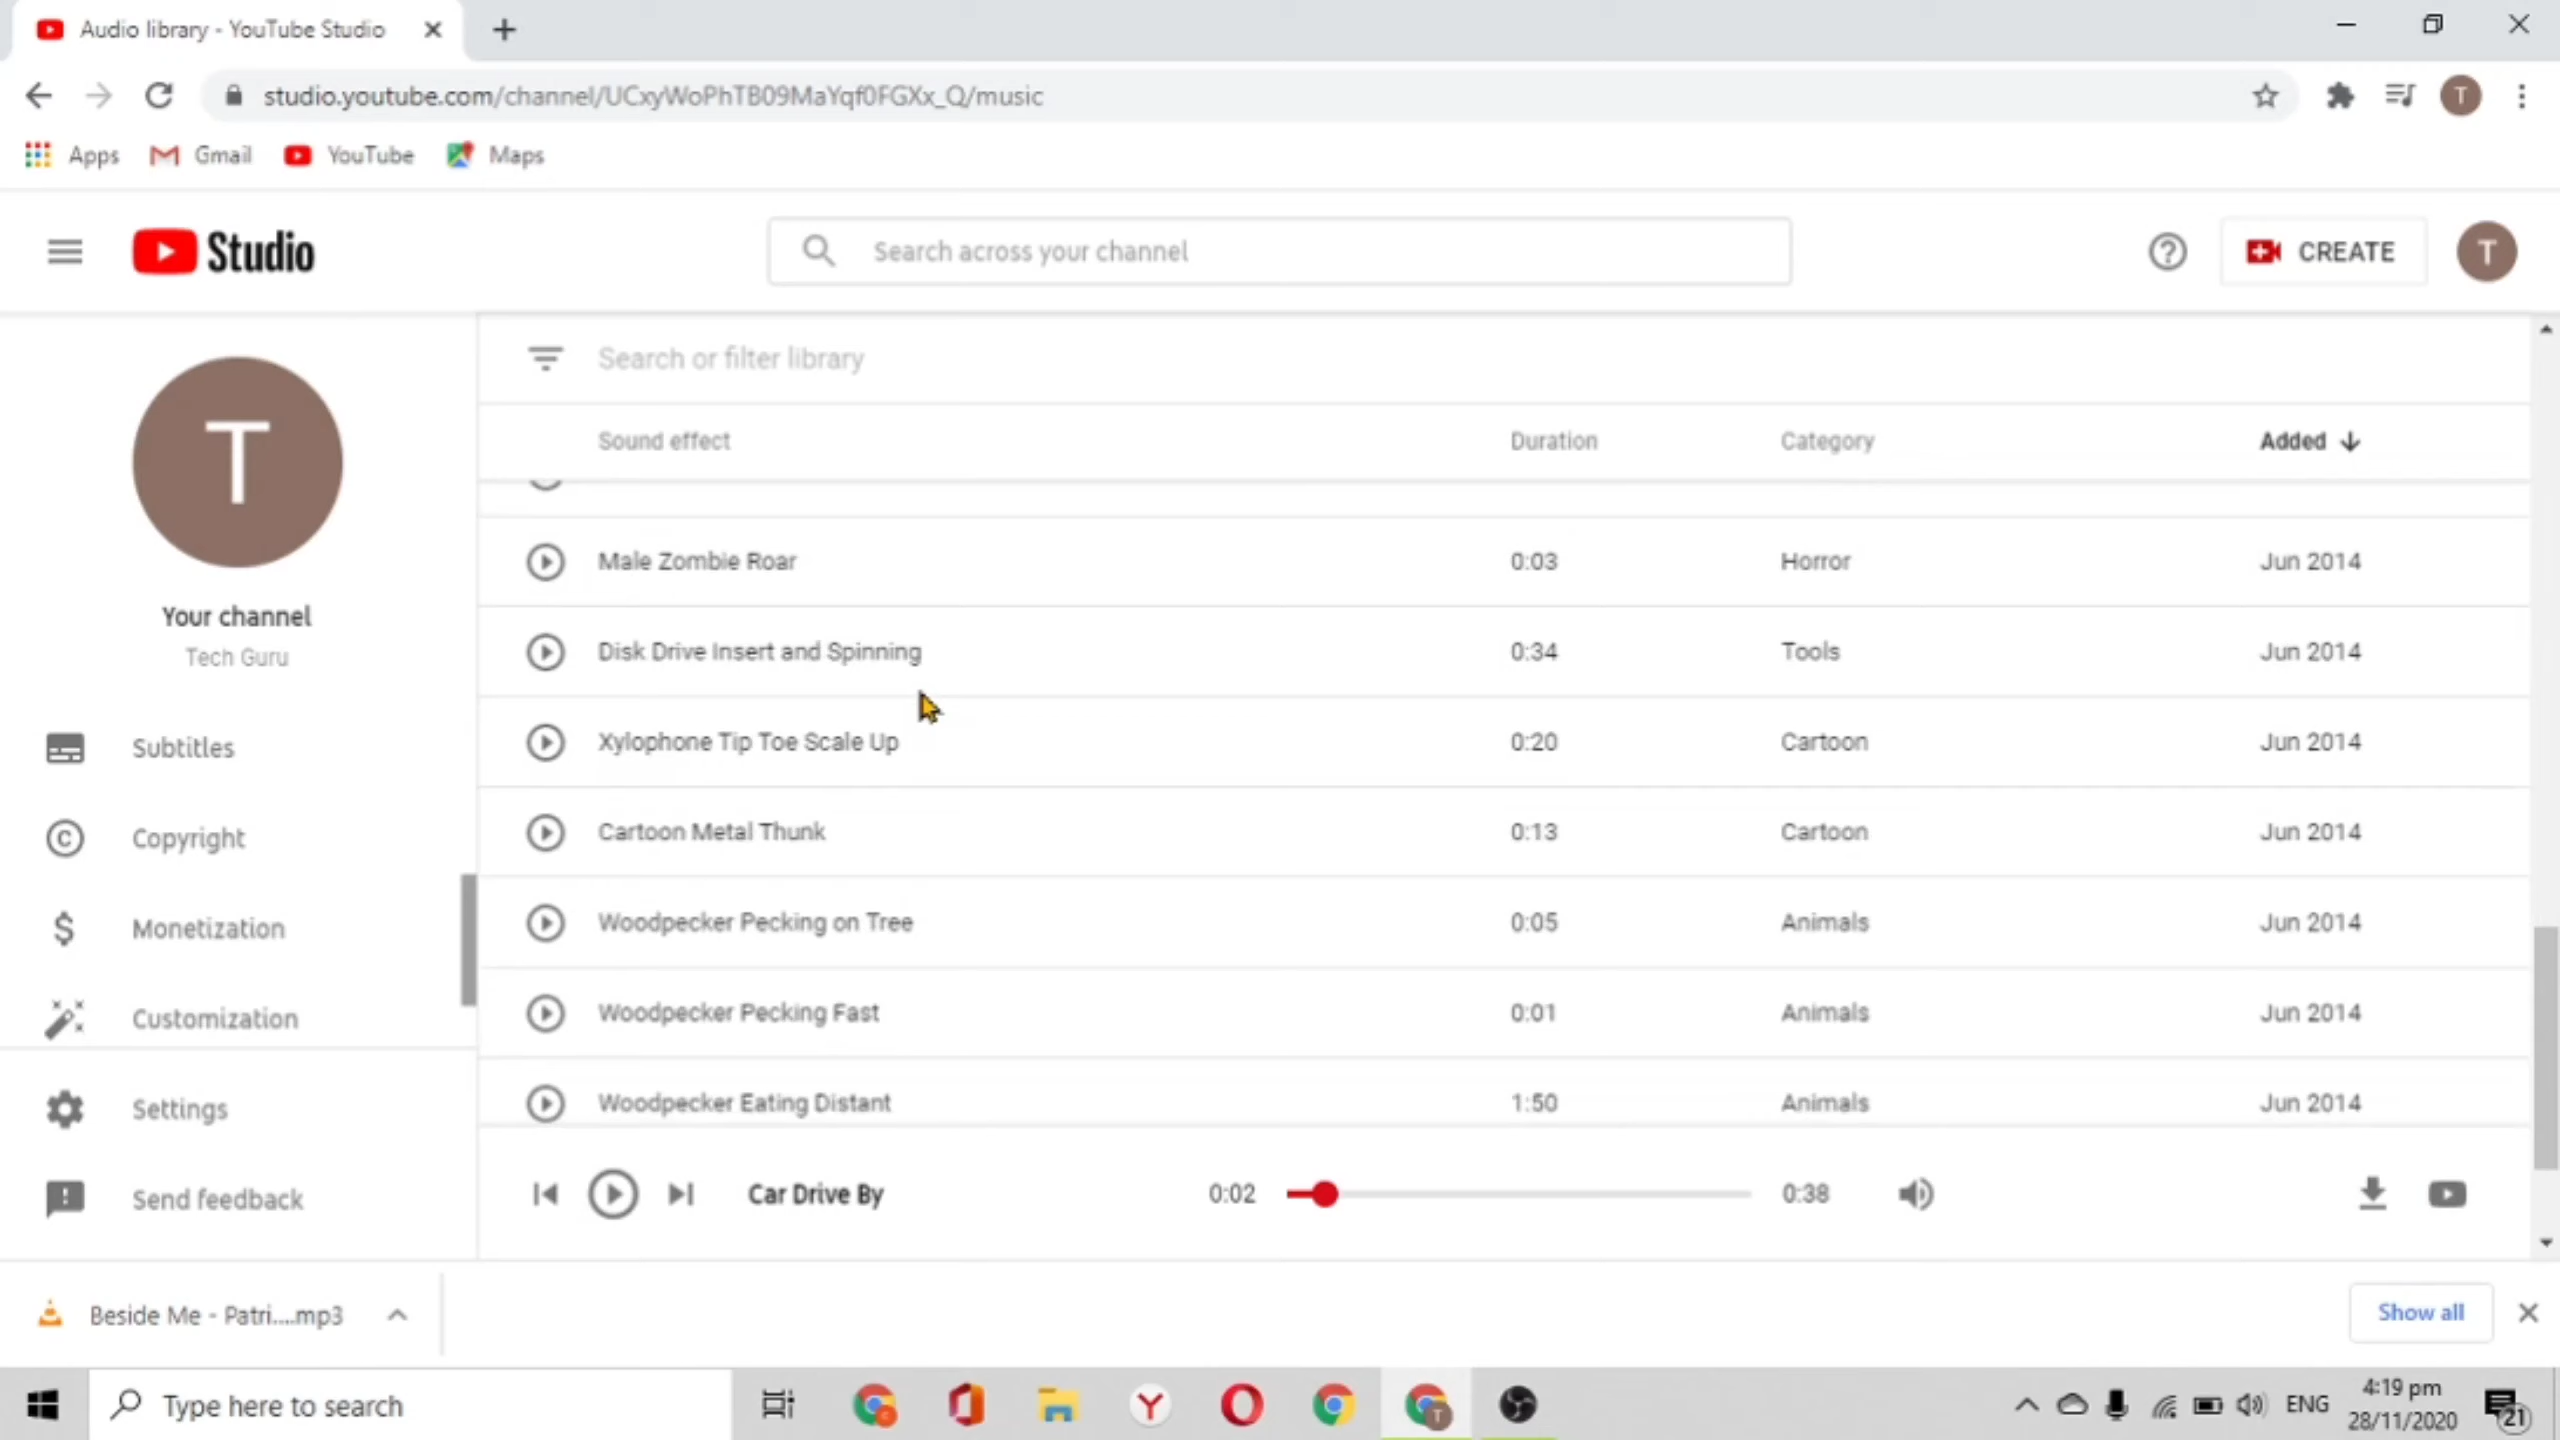 Audio library - YouTube Studio
studio.youtube.com/channel/UCxyWoPhTB09MaYqf0FGXx_Q/music
T
Apps
Gmail
YouTube
Maps
Studio
Search across your channel
CREATE
T
T
Your channel
Tech Guru
Subtitles
Copyright
Monetization
Customization
Settings
Send feedback
Search or filter library
Sound effect Duration Category Added
Male Zombie Roar 0:03 Horror Jun 2014
Disk Drive Insert and Spinning 0:34 Tools Jun 2014
Xylophone Tip Toe Scale Up 0:20 Cartoon Jun 2014
Cartoon Metal Thunk 0:13 Cartoon Jun 2014
Woodpecker Pecking on Tree 0:05 Animals Jun 2014
Woodpecker Pecking Fast 0:01 Animals Jun 2014
Woodpecker Eating Distant 1:50 Animals Jun 2014
Car Drive By 0:02 0:38
Beside Me - Patri....mp3
Show all
Type here to search
ENG
4:19 pm
28/11/2020
21